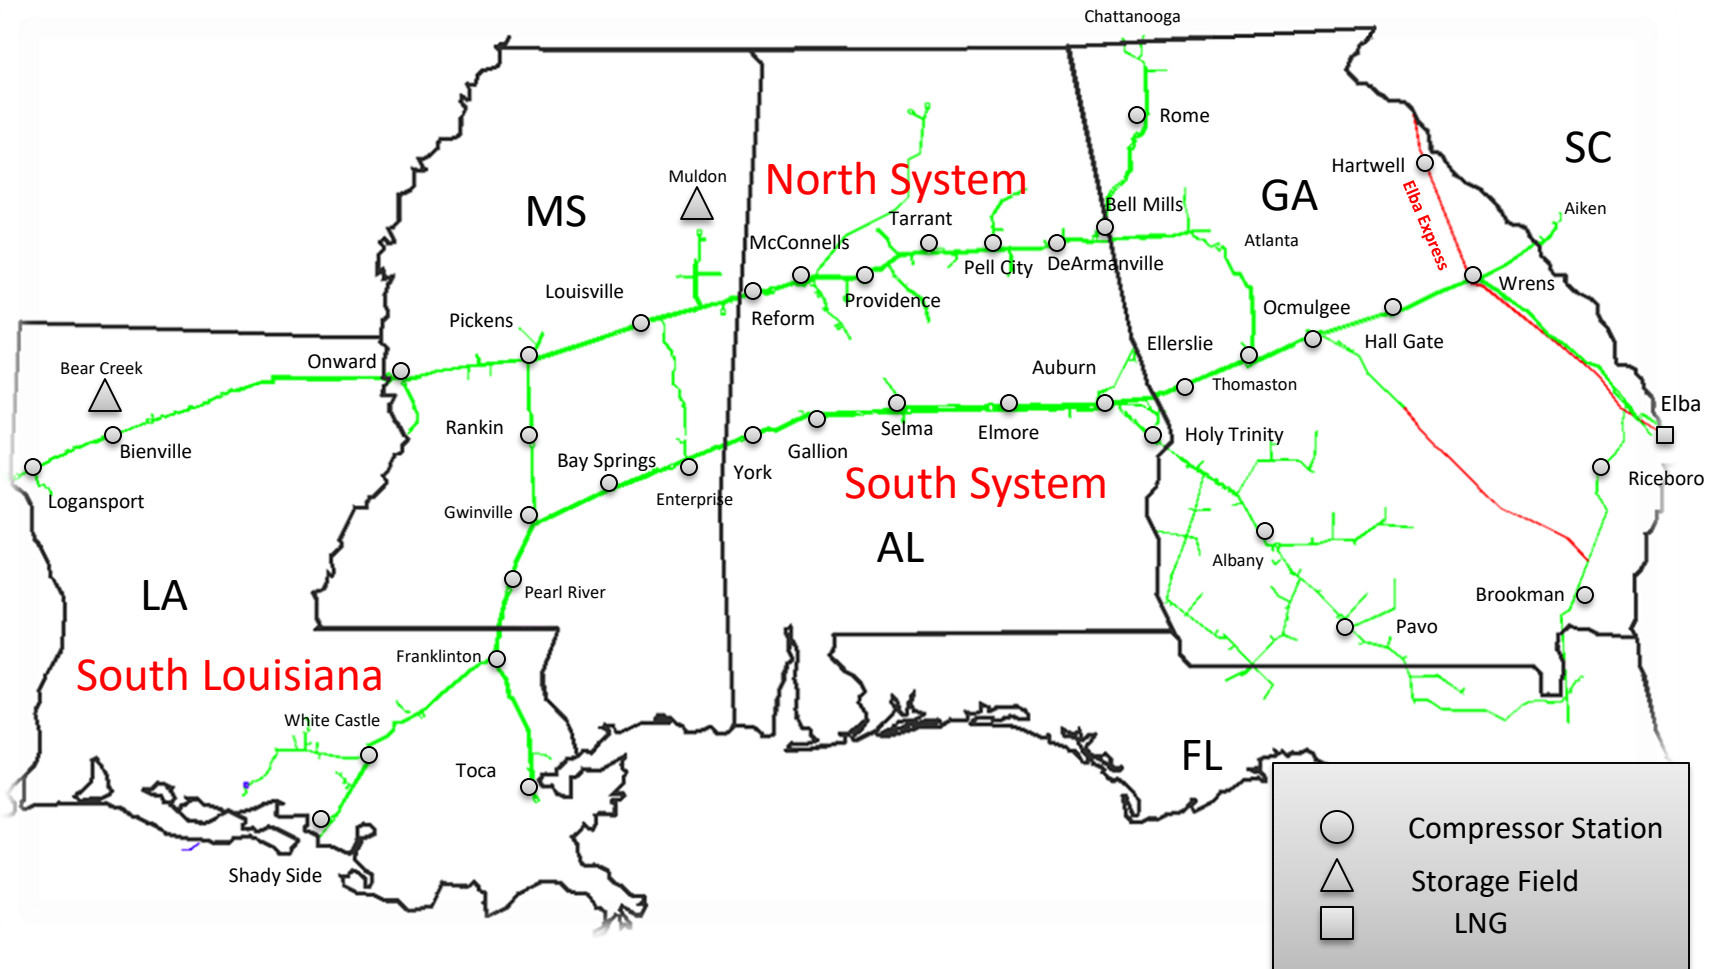 Chattanooga
Rome
Hartwell
SC
MS
Muldon
North System
GA
Elba Express
Aiken
Bell Mills
Tarrant
Atlanta
McConnells
Pell City
DeArmanville
Wrens
Louisville
Providence
Ocmulgee
Reform
Pickens
Hall Gate
Ellerslie
Onward
Bear Creek
Auburn
Thomaston
Elba
Rankin
Selma
Elmore
Holy Trinity
Bienville
Gallion
Bay Springs
York
South System
Riceboro
Logansport
Enterprise
Gwinville
AL
Albany
LA
Pearl River
Brookman
Pavo
Franklinton
South Louisiana
White Castle
Toca
FL
Shady Side
Compressor Station
Storage Field
LNG